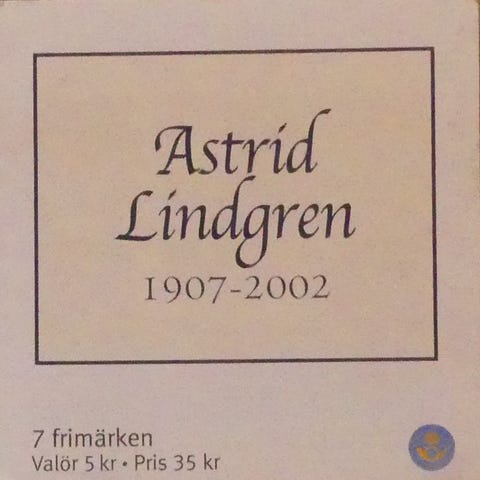 Astrid
Lindgren
1907-2002
7 frimärken
Valör 5 kr • Pris 35 kr